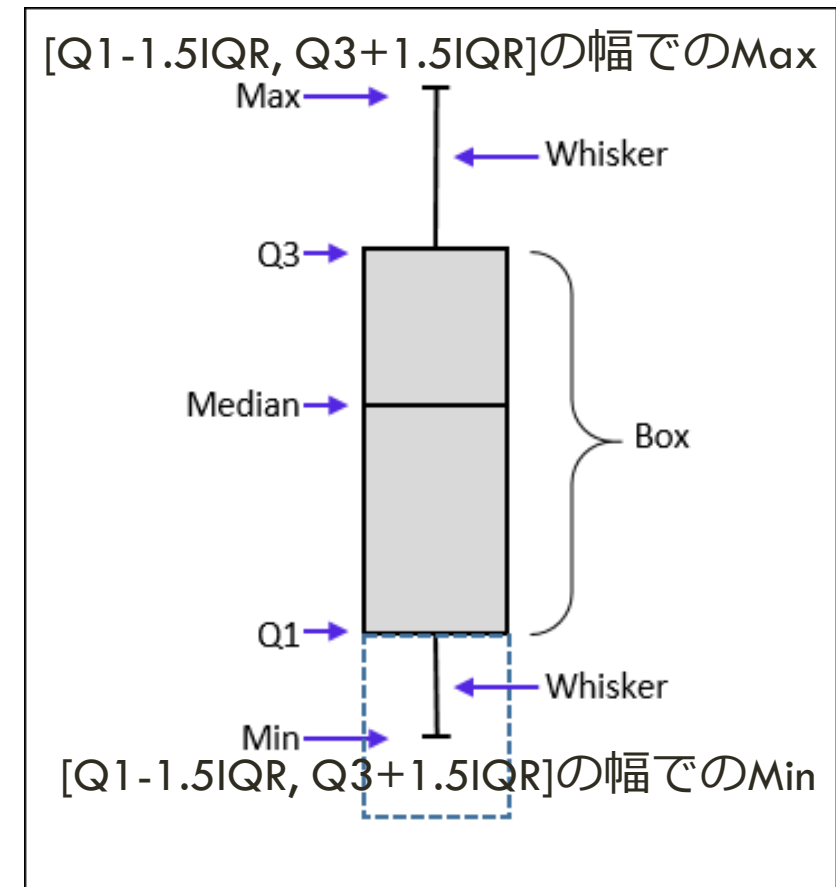 [Q1-1.5IQR, Q3+1.5IQR]の幅でのMax
Max
Whisker
Q3
Median
Box
Q1
Whisker
Min
[Q1-1.5IQR, Q3+1.5IQR]の幅でのMin